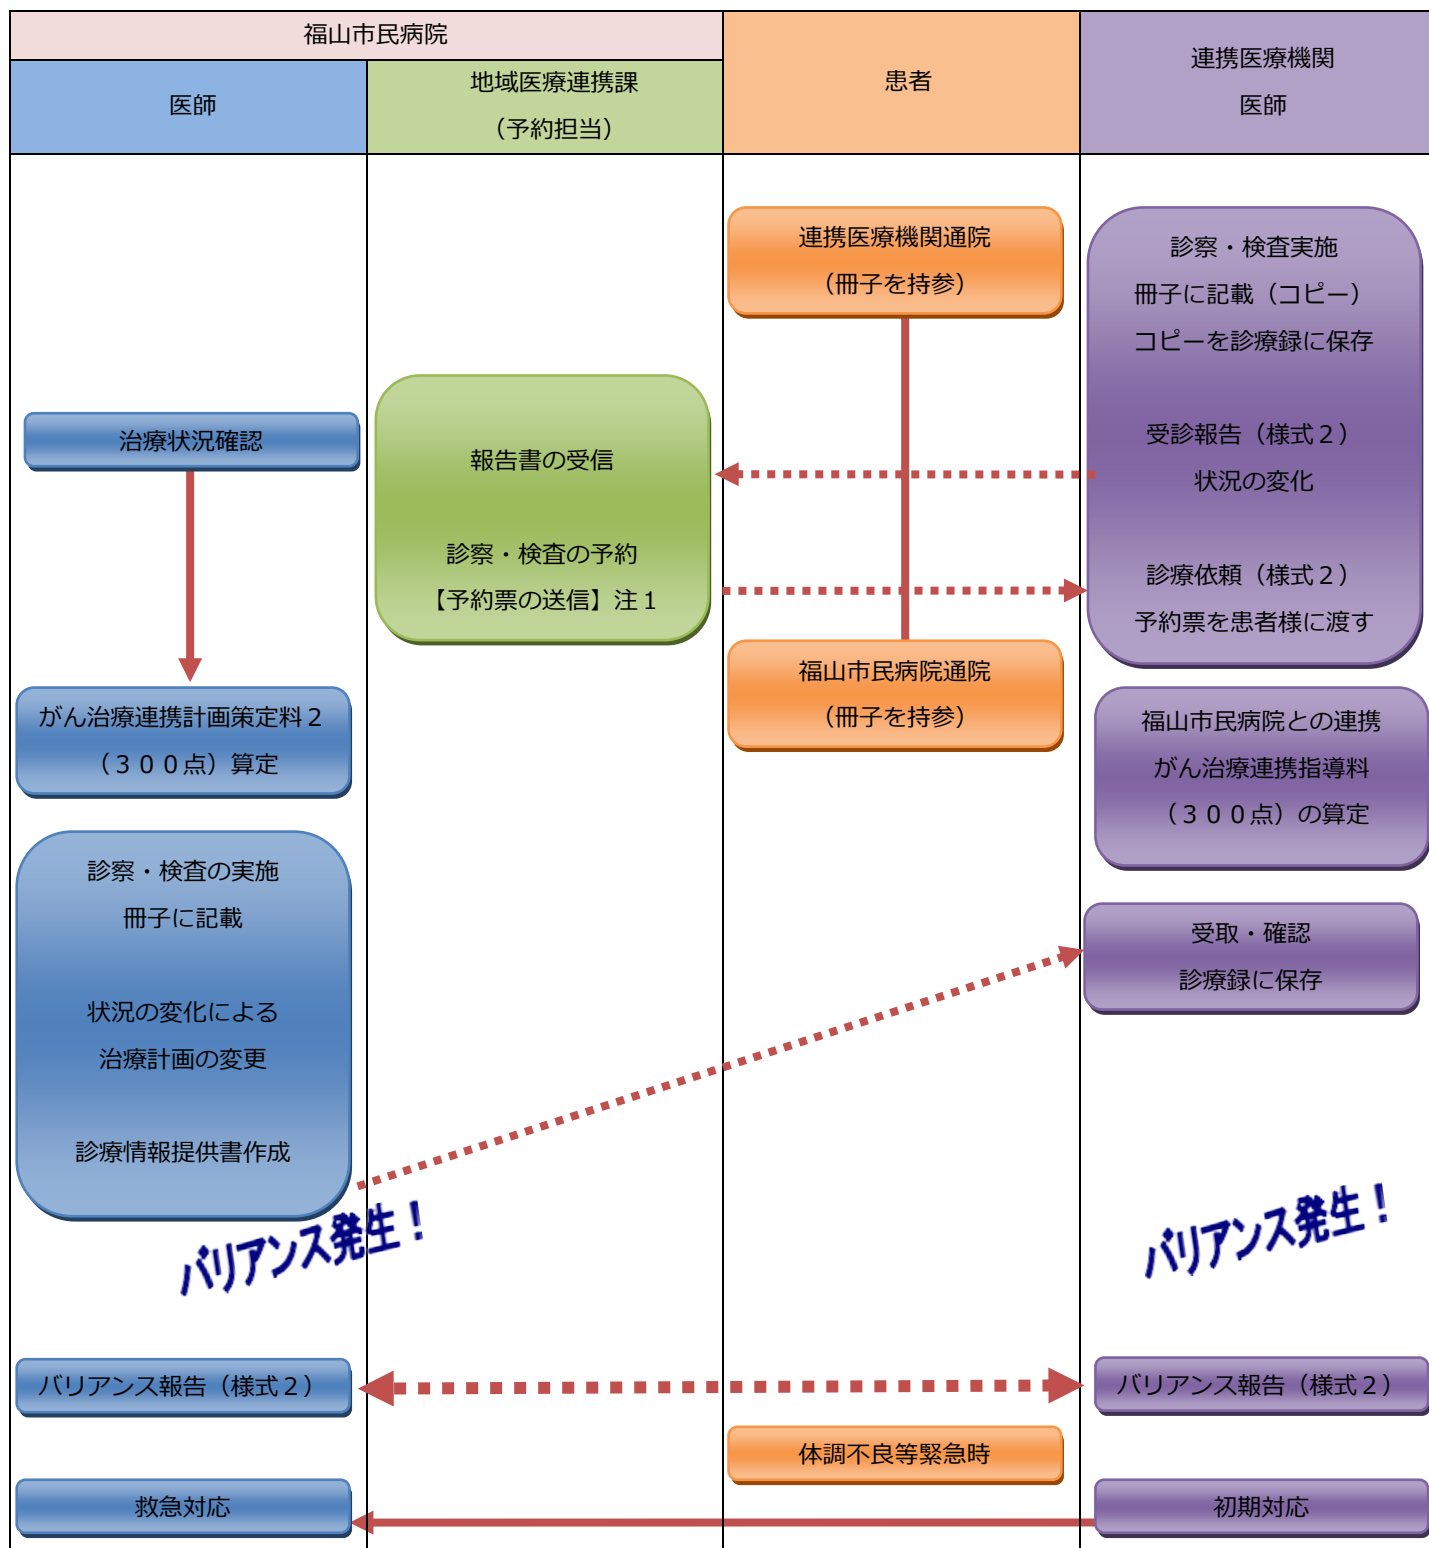 福山市民病院
医師
地域医療連携課
（予約担当）
患者
連携医療機関
医師
連携医療機関通院
（冊子を持参）
診察・検査実施
冊子に記載（コピー）
コピーを診療録に保存
受診報告（様式２）
状況の変化
診療依頼（様式２）
予約票を患者様に渡す
治療状況確認
報告書の受信
診察・検査の予約
【予約票の送信】注１
福山市民病院通院
（冊子を持参）
がん治療連携計画策定料２
（３００点）算定
福山市民病院との連携
がん治療連携指導料
（３００点）の算定
診察・検査の実施
冊子に記載
状況の変化による
治療計画の変更
診療情報提供書作成
受取・確認
診療録に保存
バリアンス発生！
バリアンス発生！
バリアンス報告（様式２）
バリアンス報告（様式２）
体調不良等緊急時
救急対応
初期対応